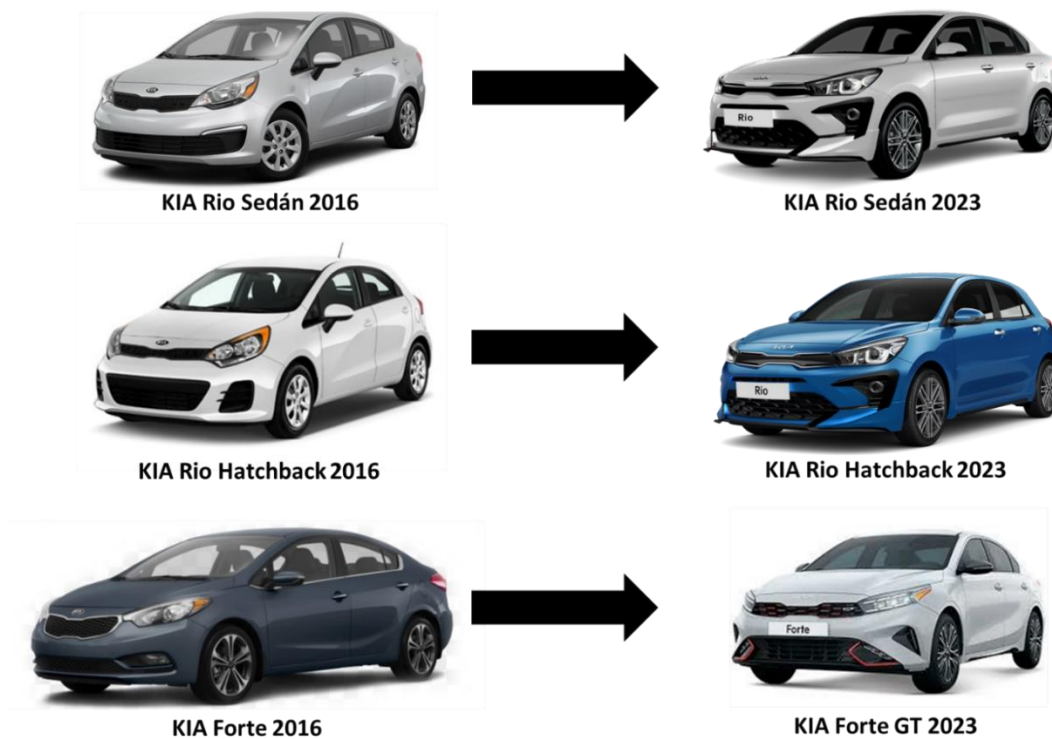 Rio
KIA Rio Sedán 2016
KIA Rio Sedán 2023
Rio
KIA Rio Hatchback 2016
KIA Rio Hatchback 2023
Forte
KIA Forte 2016
KIA Forte GT 2023